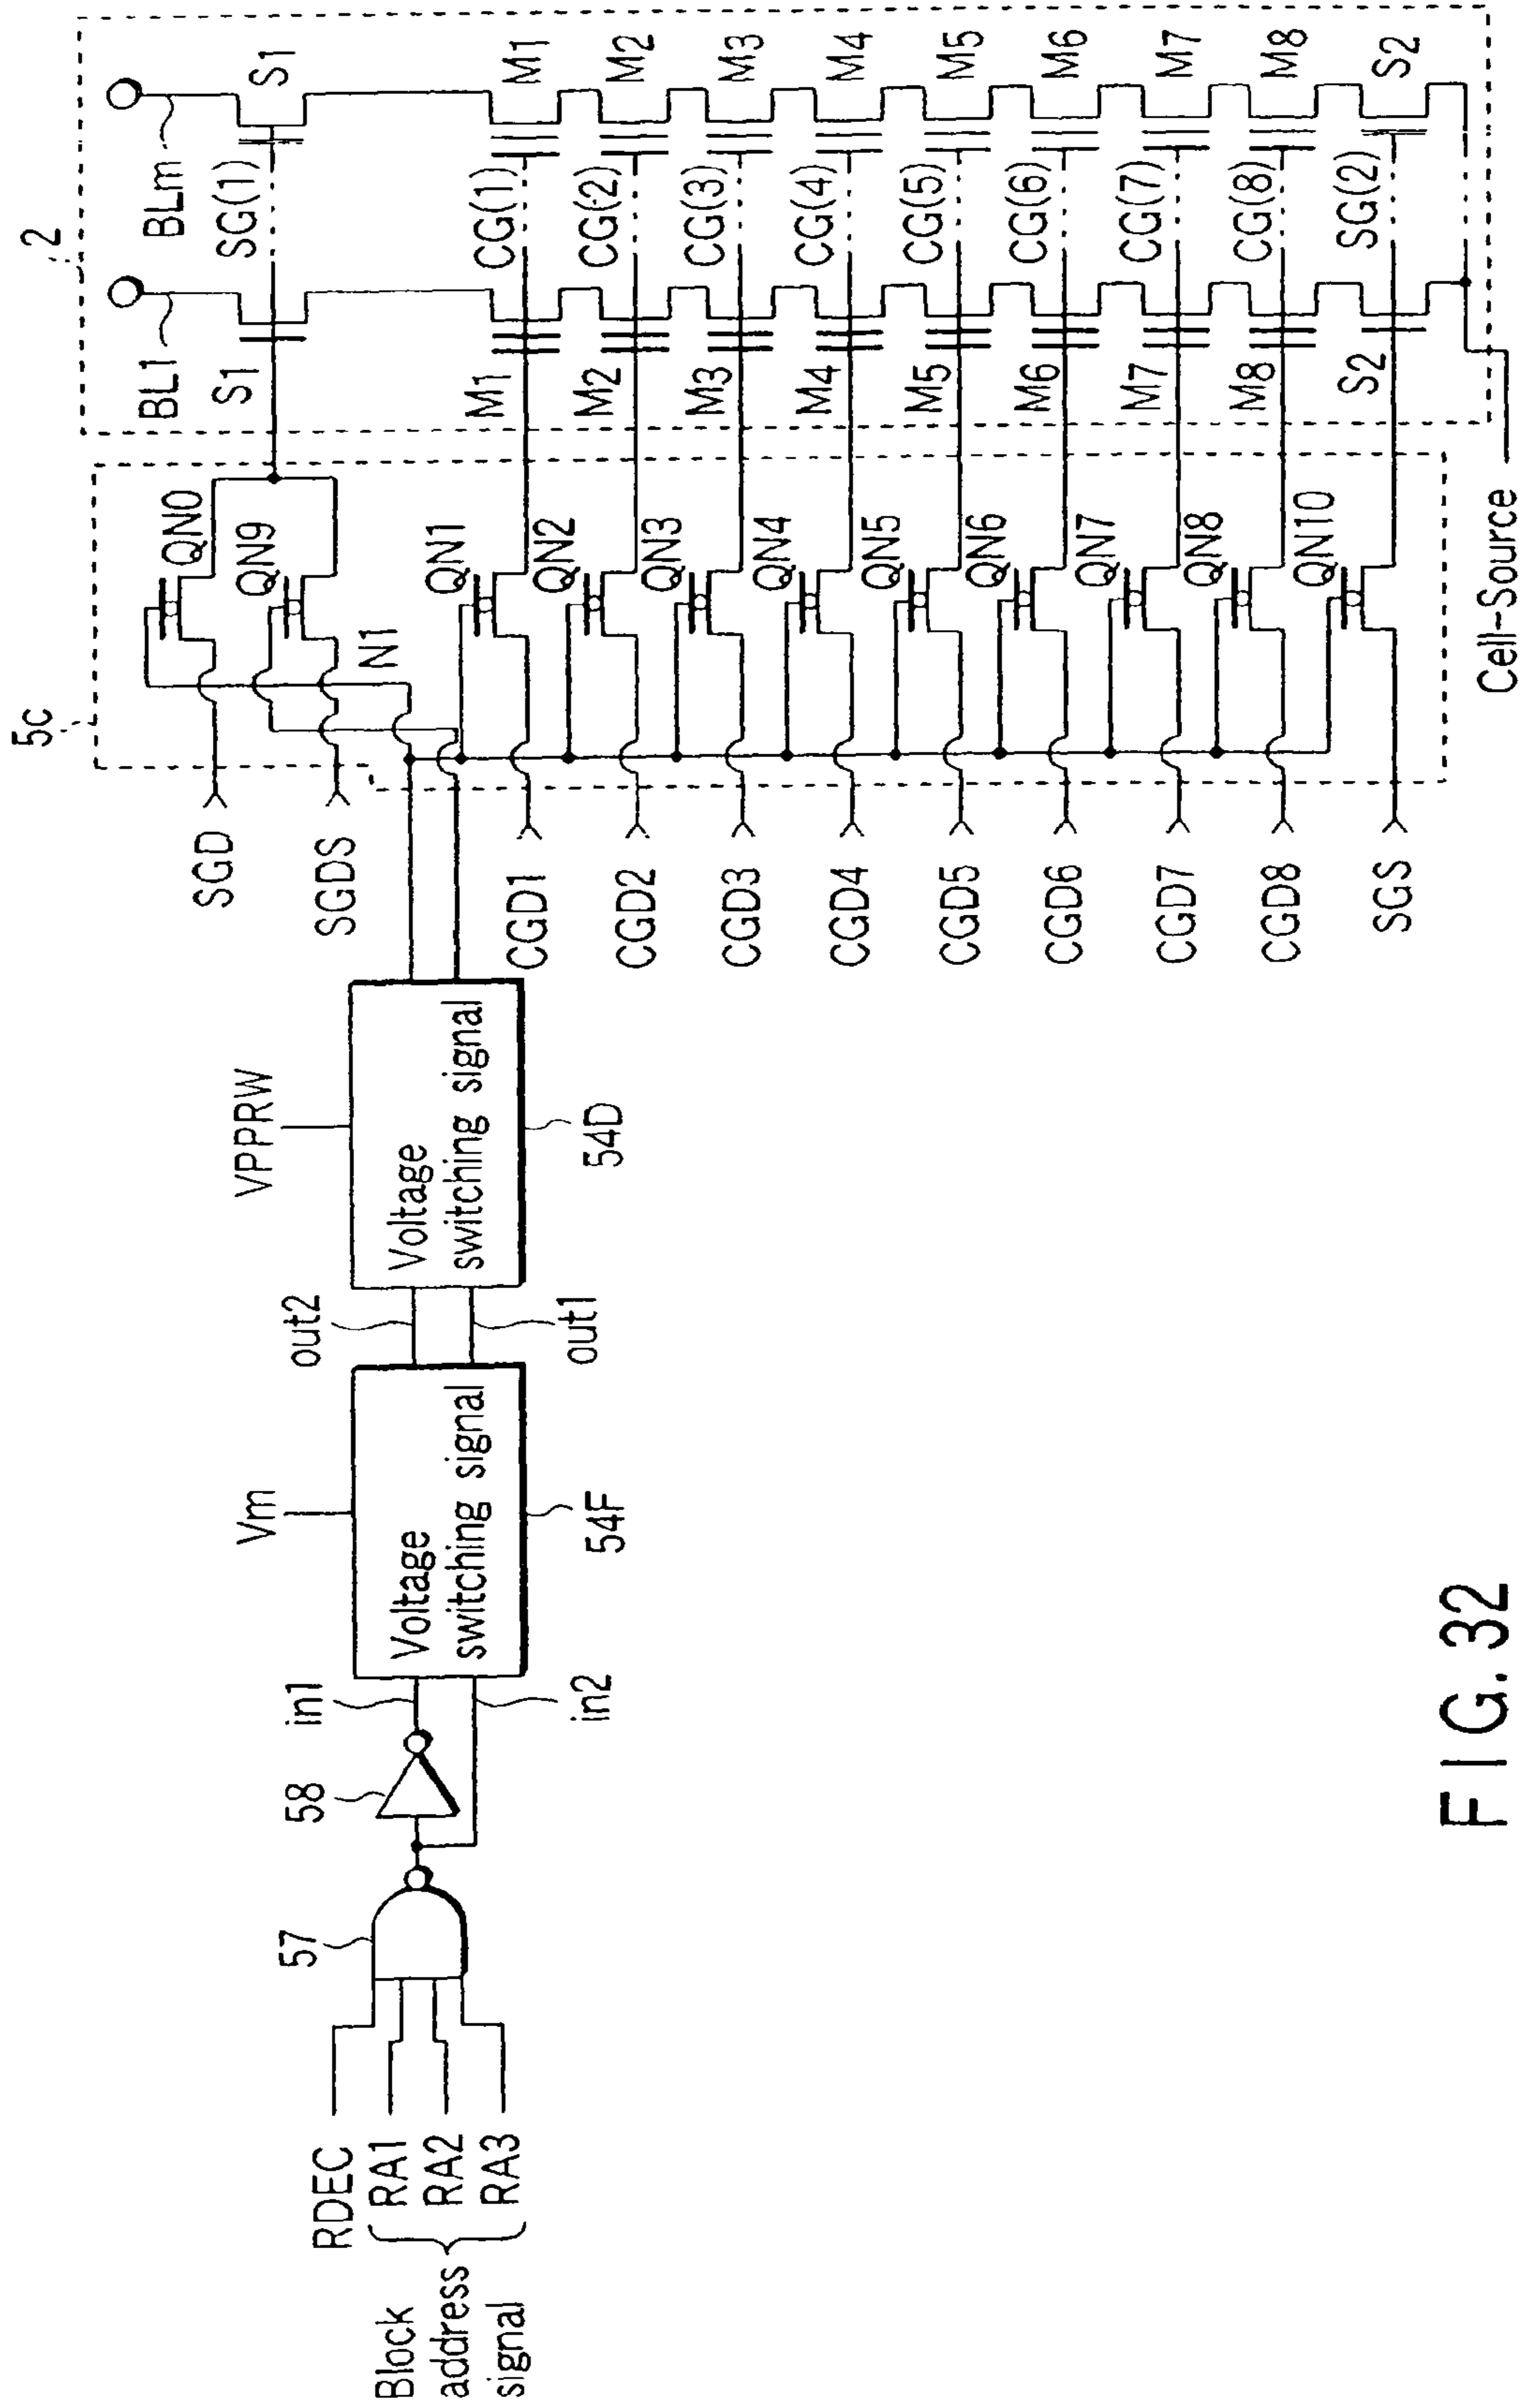 Block
address
signal
RDEC
RA1
RA2
RA3
57
58
in1
in2
Vm
Voltage
switching signal
54F
out2
out1
VPPRW
Voltage
switching signal
54D
SGD
SGDS
CGD1
CGD2
CGD3
CGD4
CGD5
CGD6
CGD7
CGD8
SGS
5c
N1
QN0
QN9
QN1
QN2
QN3
QN4
QN5
QN6
QN7
QN8
QN10
Cell-Source
2
BL1
S1
M1
M2
M3
M4
M5
M6
M7
M8
S2
BLm
SG(1)
CG(1)
CG(2)
CG(3)
CG(4)
CG(5)
CG(6)
CG(7)
CG(8)
SG(2)
S1
M1
M2
M3
M4
M5
M6
M7
M8
S2
FIG. 32